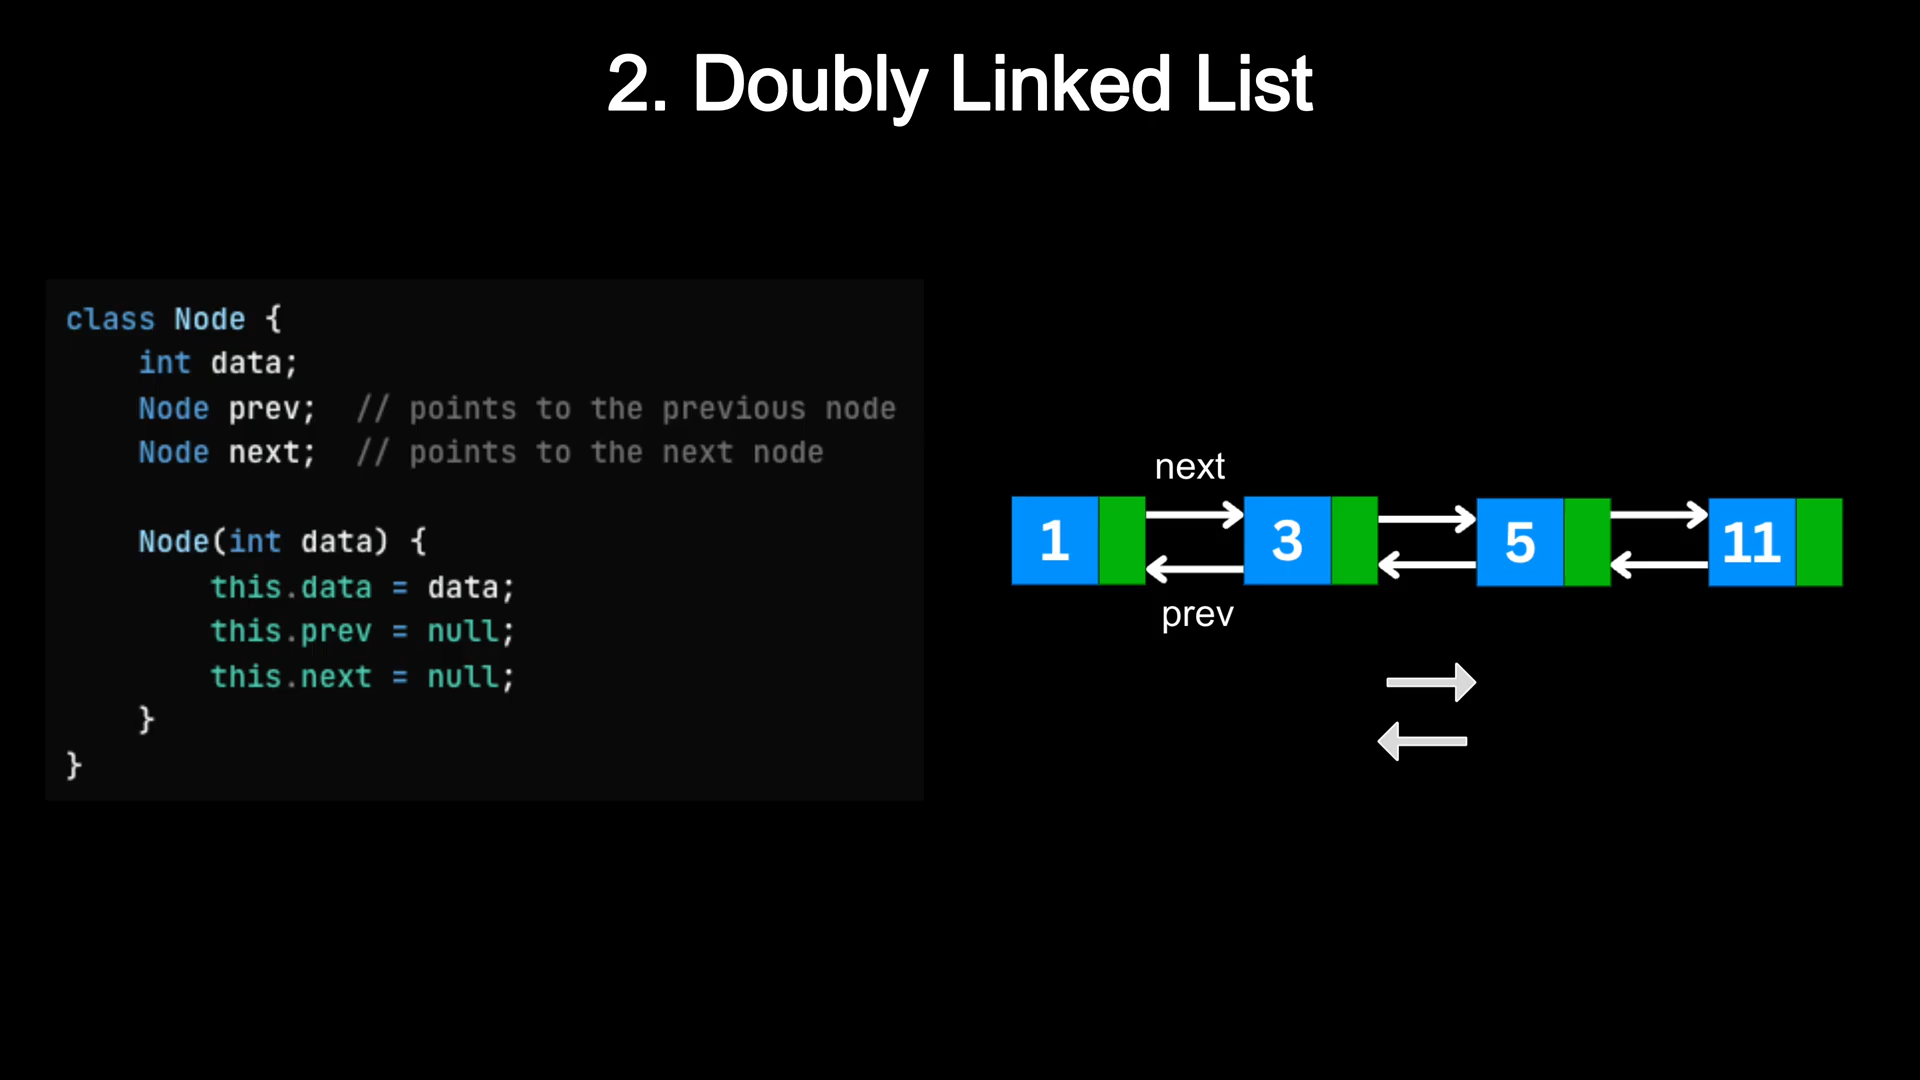 2. Doubly Linked List
class Node {
int data;
Node prev;  // points to the previous node
Node next;  // points to the next node
Node(int data) {
this.data = data;
this.prev = null;
this.next = null;
}
}
next
1 3 5 11
prev